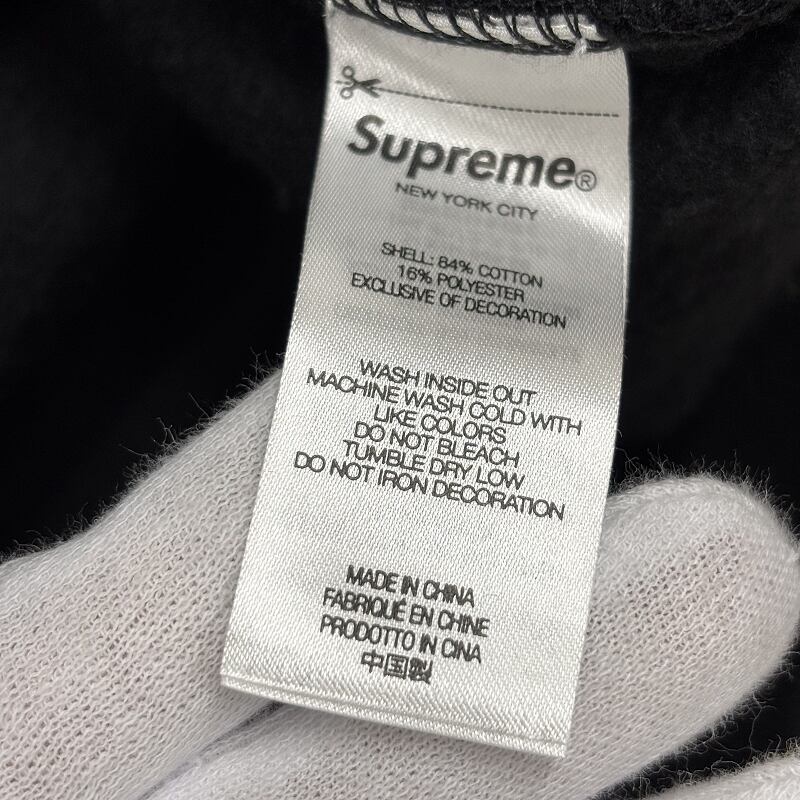 Supreme®
NEW YORK CITY
SHELL: 84% COTTON
16% POLYESTER
EXCLUSIVE OF DECORATION
WASH INSIDE OUT
MACHINE WASH COLD WITH
LIKE COLORS
DO NOT BLEACH
TUMBLE DRY LOW
DO NOT IRON DECORATION
MADE IN CHINA
FABRIQUÉ EN CHINE
PRODOTTO IN CINA
中国製